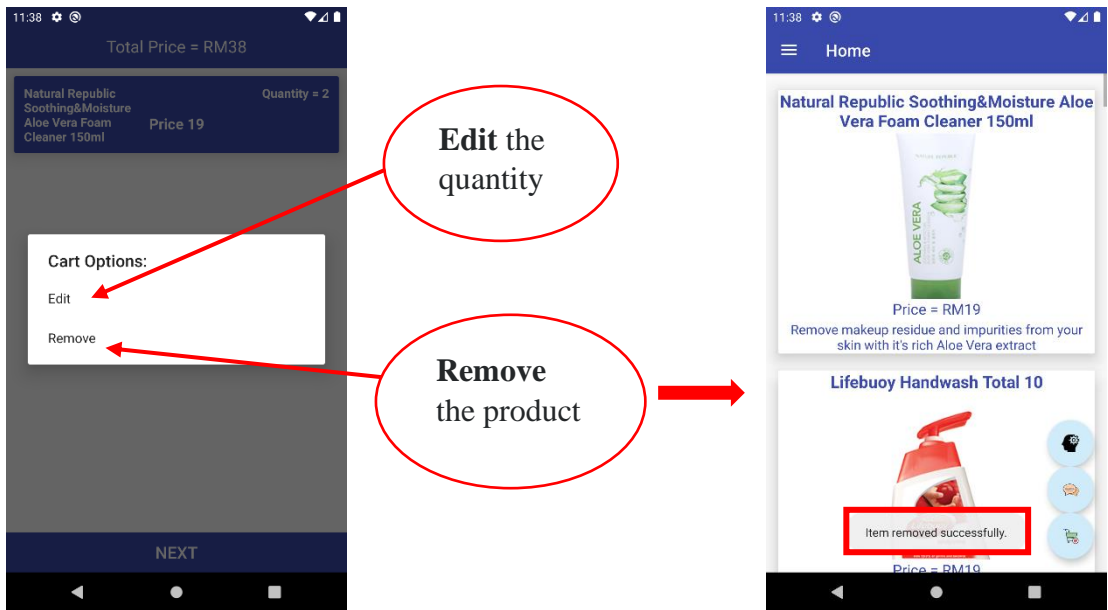 11:38
Total Price = RM38
Natural Republic
Soothing&Moisture
Aloe Vera Foam
Cleaner 150ml
Price 19
Quantity = 2
Cart Options:
Edit
Remove
NEXT
Edit the
quantity
Remove
the product
11:38
Home
Natural Republic Soothing&Moisture Aloe
Vera Foam Cleaner 150ml
ALOE VERA
Price = RM19
Remove makeup residue and impurities from your
skin with it's rich Aloe Vera extract
Lifebuoy Handwash Total 10
Item removed successfully.
Price = RM19